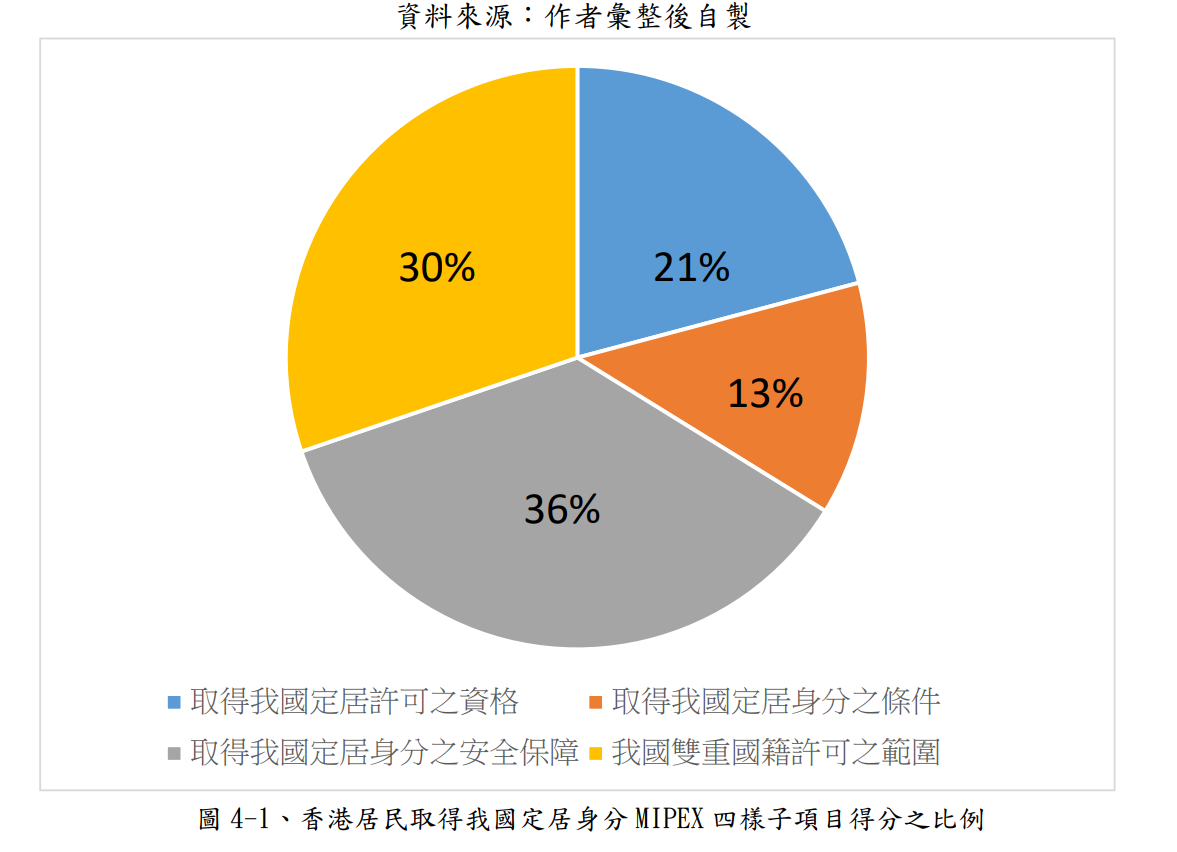 資料來源：作者彙整後自製
21%
30%
13%
36%
取得我國定居許可之資格 取得我國定居身分之條件
取得我國定居身分之安全保障 我國雙重國籍許可之範圍
圖 4-1、香港居民取得我國定居身分 MIPEX 四樣子項目得分之比例